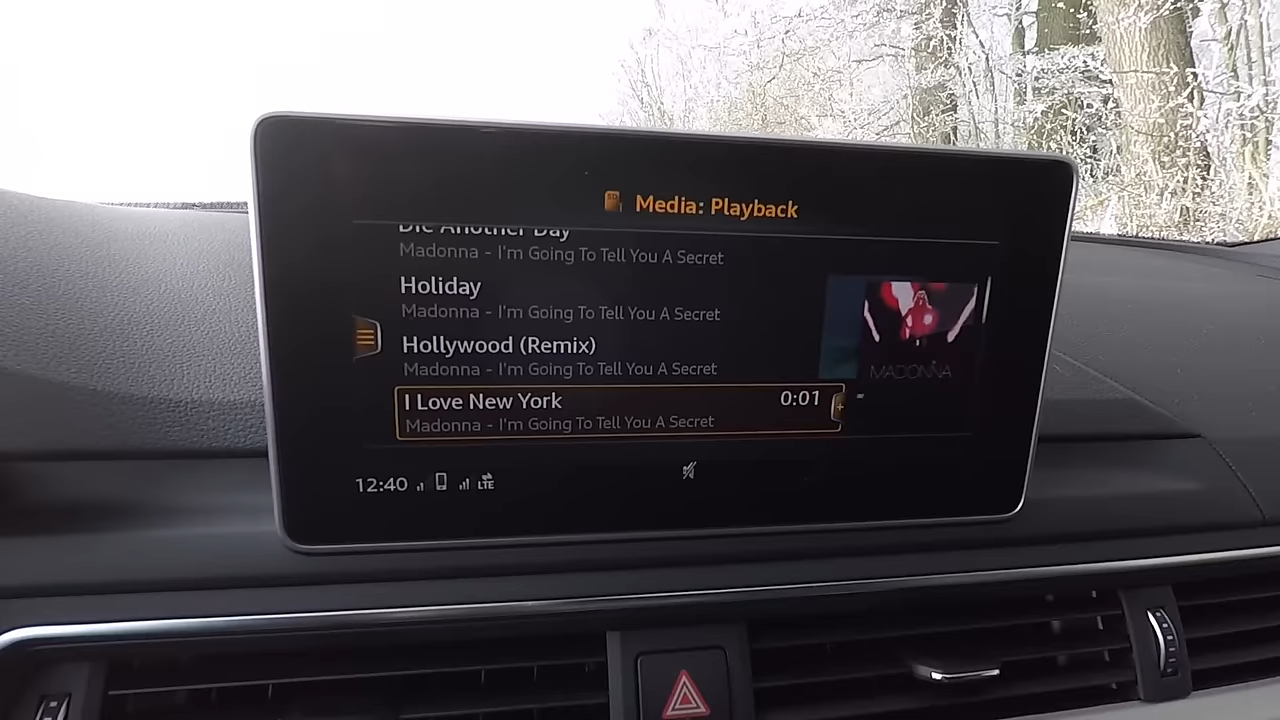 SD
Media: Playback
Die Another Day
Madonna - I'm Going To Tell You A Secret
Holiday
Madonna - I'm Going To Tell You A Secret
Hollywood (Remix)
Madonna - I'm Going To Tell You A Secret
I Love New York 0:01
Madonna - I'm Going To Tell You A Secret
MADONNA
12:40 LTE